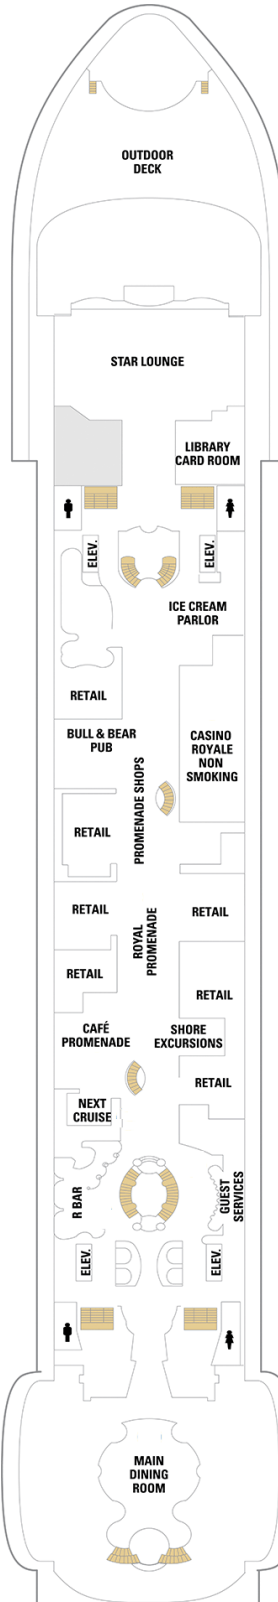 OUTDOOR
DECK
STAR LOUNGE
LIBRARY
CARD ROOM
ELEV.
ELEV.
ICE CREAM
PARLOR
RETAIL
BULL & BEAR
PUB
CASINO
ROYALE
NON
SMOKING
PROMENADE SHOPS
RETAIL
RETAIL
ROYAL
PROMENADE
RETAIL
RETAIL
RETAIL
CAFÉ
PROMENADE
SHORE
EXCURSIONS
RETAIL
NEXT
CRUISE
R BAR
GUEST
SERVICES
ELEV.
ELEV.
MAIN
DINING
ROOM